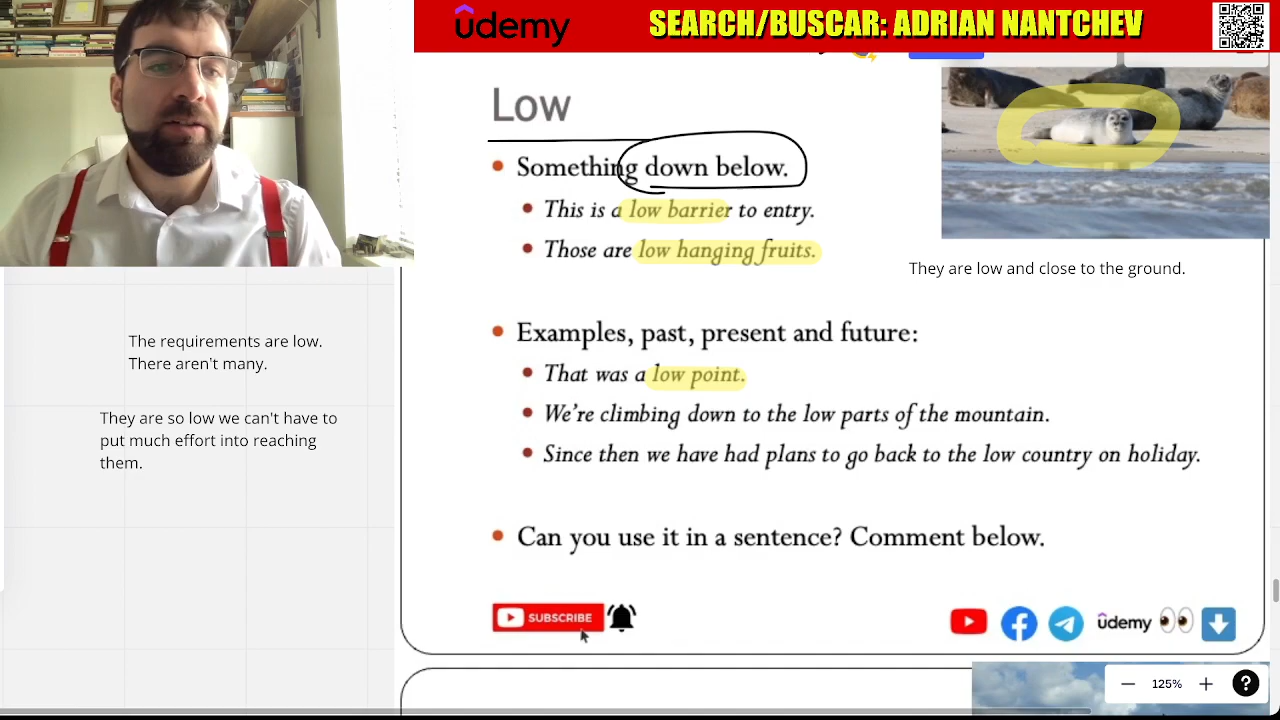 ûdemy
SEARCH/BUSCAR: ADRIAN NANTCHEV
Low
Something down below.
This is a low barrier to entry.
Those are low hanging fruits.
They are low and close to the ground.
The requirements are low.
There aren't many.
They are so low we can't have to
put much effort into reaching
them.
Examples, past, present and future:
That was a low point.
We're climbing down to the low parts of the mountain.
Since then we have had plans to go back to the low country on holiday.
Can you use it in a sentence? Comment below.
SUBSCRIBE
ûdemy
125%
?